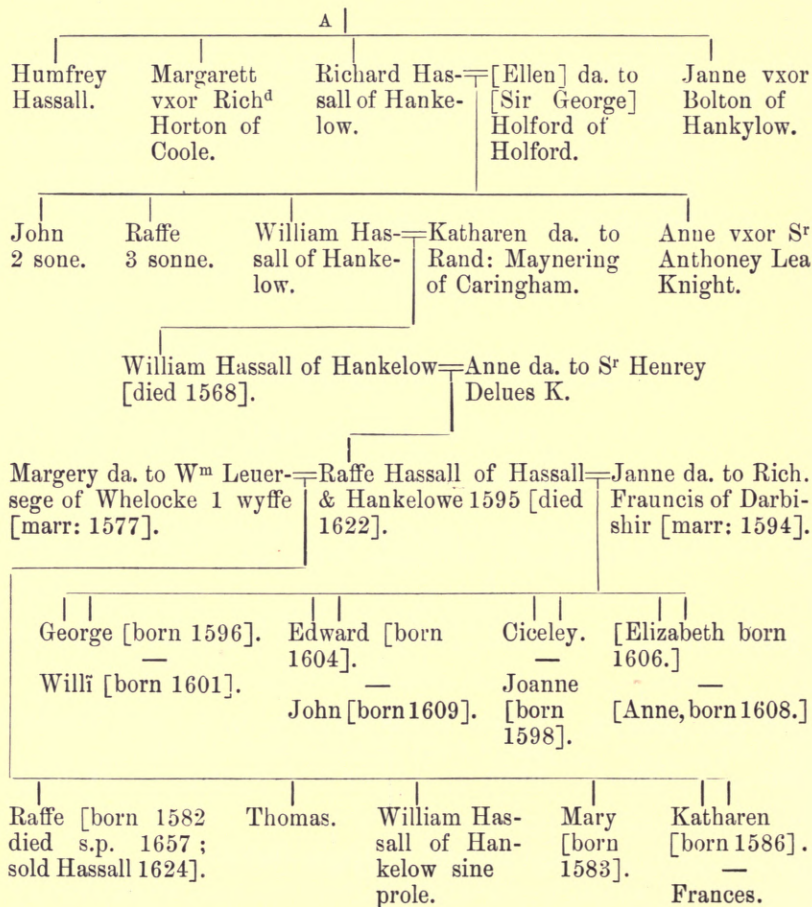 A
Humfrey
Hassall.
Margarett
vxor Richᵈ
Horton of
Coole.
Richard Has-
sall of Hanke-
low.
[Ellen] da. to
[Sir George]
Holford of
Holford.
Janne vxor
Bolton of
Hankylow.
John
2 sone.
Raffe
3 sonne.
William Has-
sall of Hanke-
low.
Katharen da. to
Rand: Maynering
of Caringham.
Anne vxor Sʳ
Anthoney Lea
Knight.
William Hassall of Hankelow
[died 1568].
Anne da. to Sʳ Henrey
Delues K.
Margery da. to Wᵐ Leuer-
sege of Whelocke 1 wyffe
[marr: 1577].
Raffe Hassall of Hassall
& Hankelowe 1595 [died
1622].
Janne da. to Rich.
Frauncis of Darbi-
shir [marr: 1594].
George [born 1596].
—
Willĩ [born 1601].
Edward [born
1604].
—
John [born 1609].
Ciceley.
—
Joanne
[born
1598].
[Elizabeth born
1606.]
—
[Anne, born 1608.]
Raffe [born 1582
died s.p. 1657 ;
sold Hassall 1624].
Thomas.
William Has-
sall of Han-
kelow sine
prole.
Mary
[born
1583].
Katharen
[born 1586].
—
Frances.